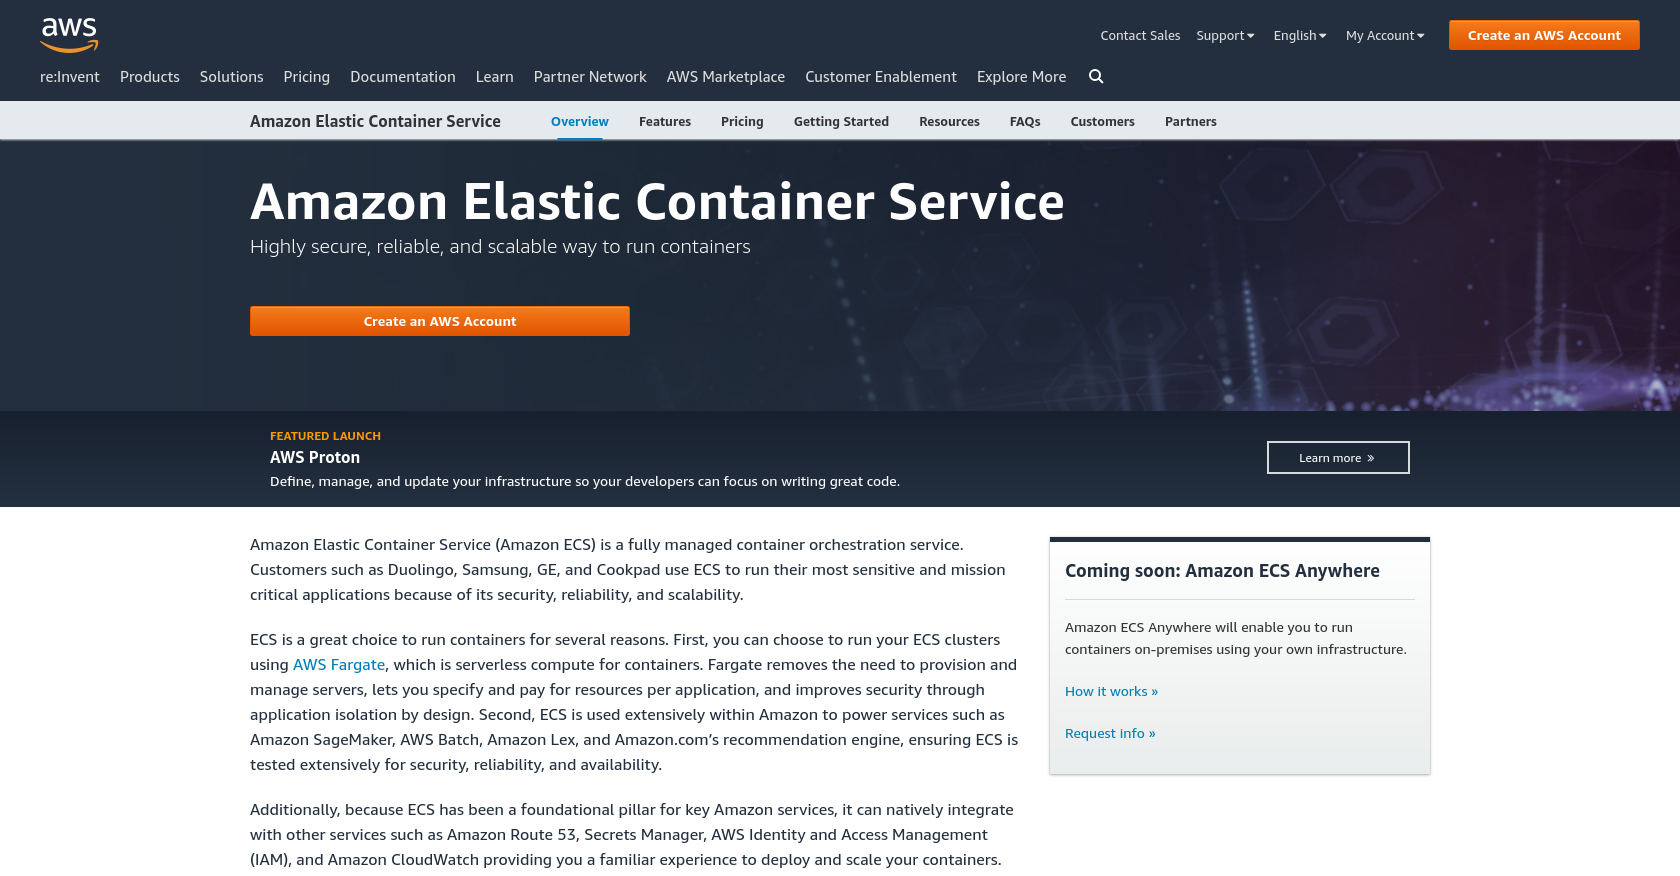 aws
Contact Sales Support English My Account Create an AWS Account
re:Invent Products Solutions Pricing Documentation Learn Partner Network AWS Marketplace Customer Enablement Explore More
Amazon Elastic Container Service Overview Features Pricing Getting Started Resources FAQs Customers Partners
Amazon Elastic Container Service
Highly secure, reliable, and scalable way to run containers
Create an AWS Account
FEATURED LAUNCH
AWS Proton
Define, manage, and update your infrastructure so your developers can focus on writing great code.
Learn more »
Amazon Elastic Container Service (Amazon ECS) is a fully managed container orchestration service.
Customers such as Duolingo, Samsung, GE, and Cookpad use ECS to run their most sensitive and mission
critical applications because of its security, reliability, and scalability.
ECS is a great choice to run containers for several reasons. First, you can choose to run your ECS clusters
using AWS Fargate, which is serverless compute for containers. Fargate removes the need to provision and
manage servers, lets you specify and pay for resources per application, and improves security through
application isolation by design. Second, ECS is used extensively within Amazon to power services such as
Amazon SageMaker, AWS Batch, Amazon Lex, and Amazon.com’s recommendation engine, ensuring ECS is
tested extensively for security, reliability, and availability.
Additionally, because ECS has been a foundational pillar for key Amazon services, it can natively integrate
with other services such as Amazon Route 53, Secrets Manager, AWS Identity and Access Management
(IAM), and Amazon CloudWatch providing you a familiar experience to deploy and scale your containers.
Coming soon: Amazon ECS Anywhere
Amazon ECS Anywhere will enable you to run
containers on-premises using your own infrastructure.
How it works »
Request info »